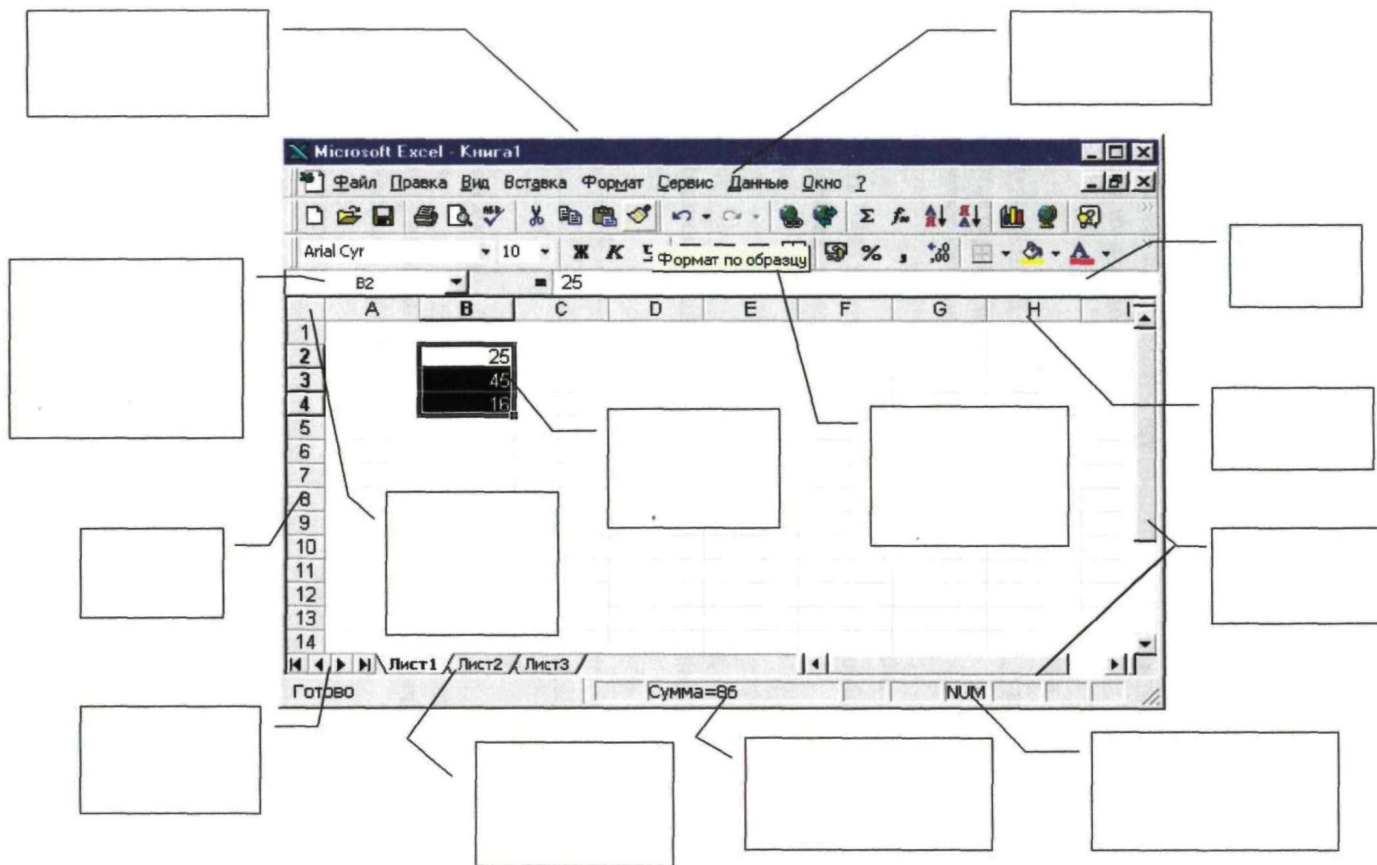 Microsoft Excel - Книга1
Файл Правка Вид Вставка Формат Сервис Данные Окно ?
Arial Cyr 10 Ж К Ч Формат по образцу % , ,00
B2 = 25
A B C D E F G H I
1
2 25
3 45
4 16
5
6
7
8
9
10
11
12
13
14
Лист1 Лист2 Лист3
Готово Сумма=86 NUM